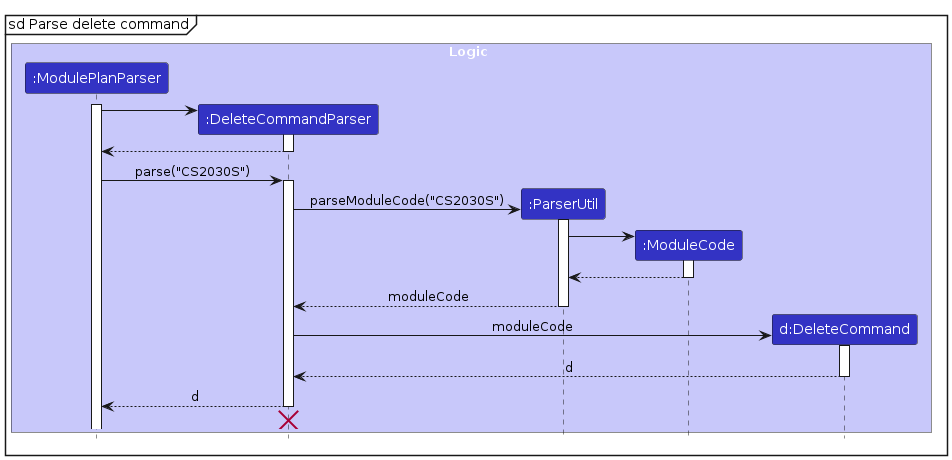 sd Parse delete command
Logic
:ModulePlanParser
:DeleteCommandParser
parse("CS2030S")
parseModuleCode("CS2030S")
:ParserUtil
:ModuleCode
moduleCode
moduleCode
d:DeleteCommand
d
d